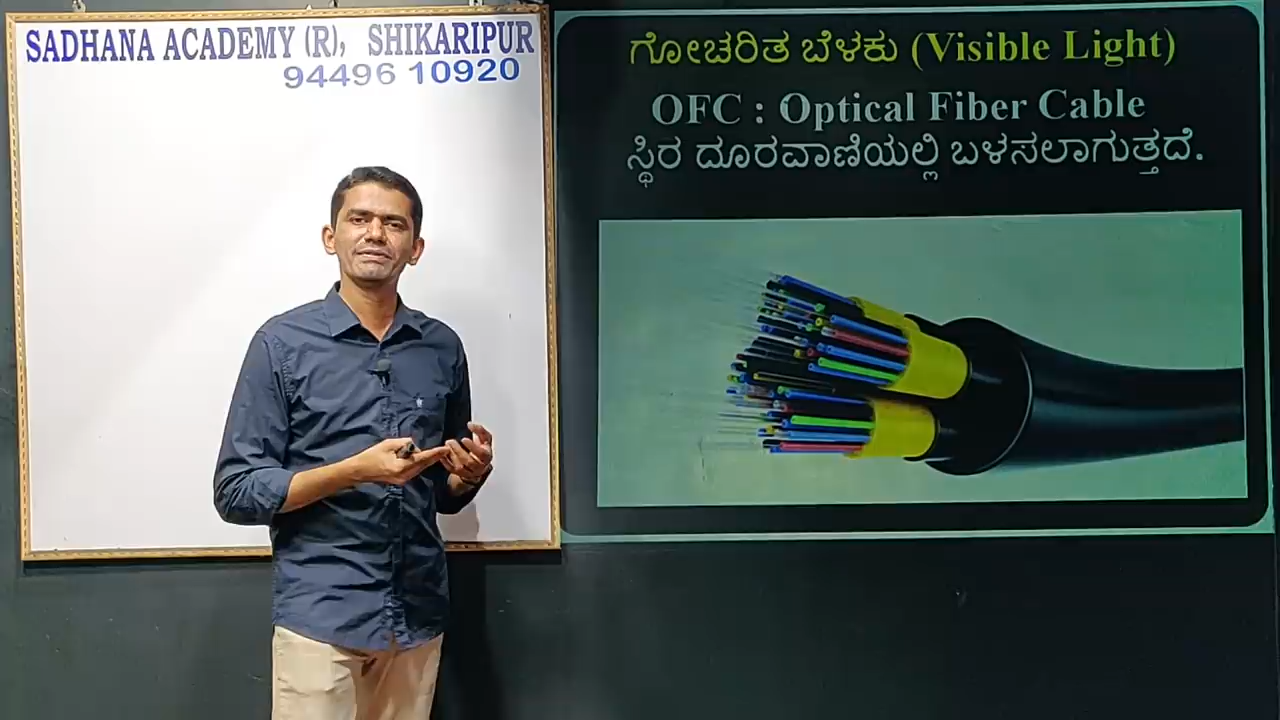 SADHANA ACADEMY (R), SHIKARIPUR
94496 10920
ಗೋಚರಿತ ಬೆಳಕು (Visible Light)
OFC : Optical Fiber Cable
ಸ್ಥಿರ ದೂರವಾಣಿಯಲ್ಲಿ ಬಳಸಲಾಗುತ್ತದೆ.